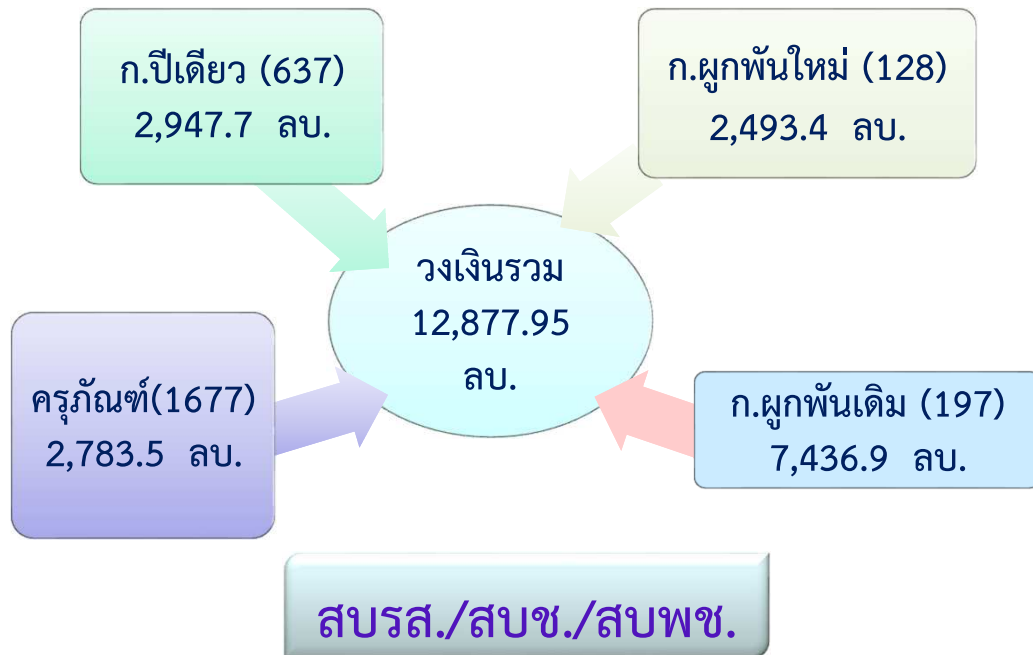 ก.ปีเดียว (637)
2,947.7 ลบ.
ก.ผูกพันใหม่ (128)
2,493.4 ลบ.
วงเงินรวม
12,877.95
ลบ.
ครุภัณฑ์(1677)
2,783.5 ลบ.
ก.ผูกพันเดิม (197)
7,436.9 ลบ.
สบรส./สบช./สบพช.